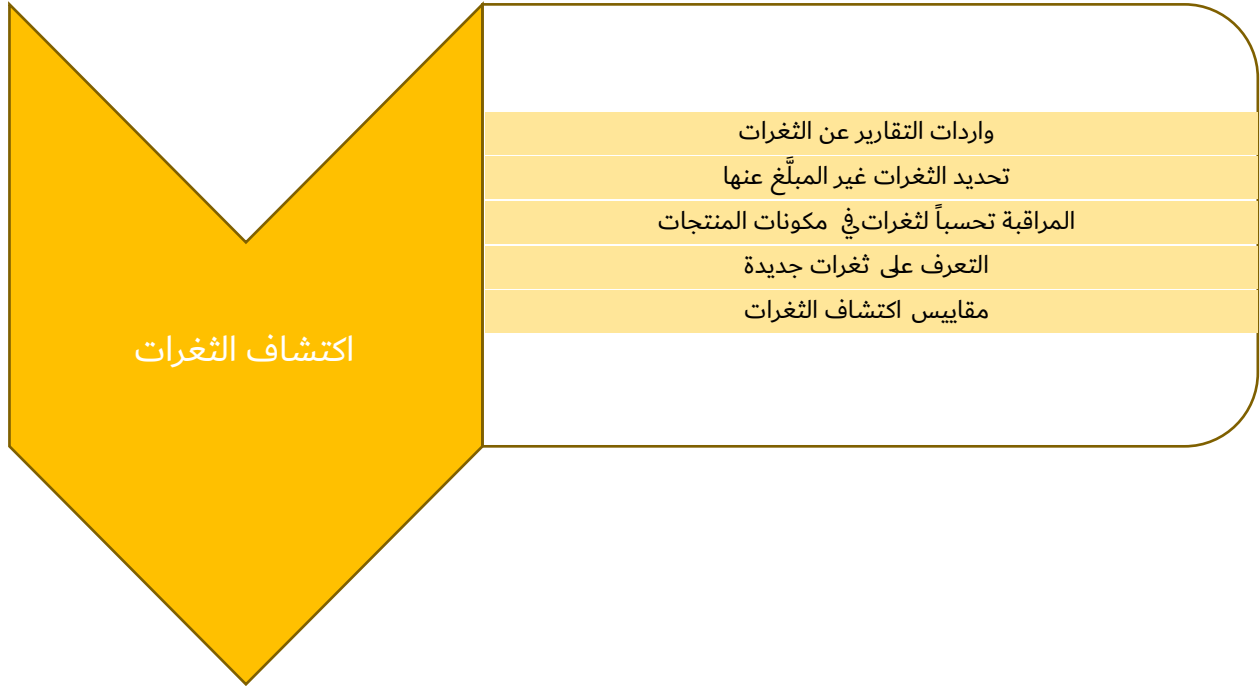 اكتشاف الثغرات
واردات التقارير عن الثغرات
تحديد الثغرات غير المبلَّغ عنها
المراقبة تحسباً لثغرات في مكونات المنتجات
التعرف على ثغرات جديدة
مقاييس اكتشاف الثغرات